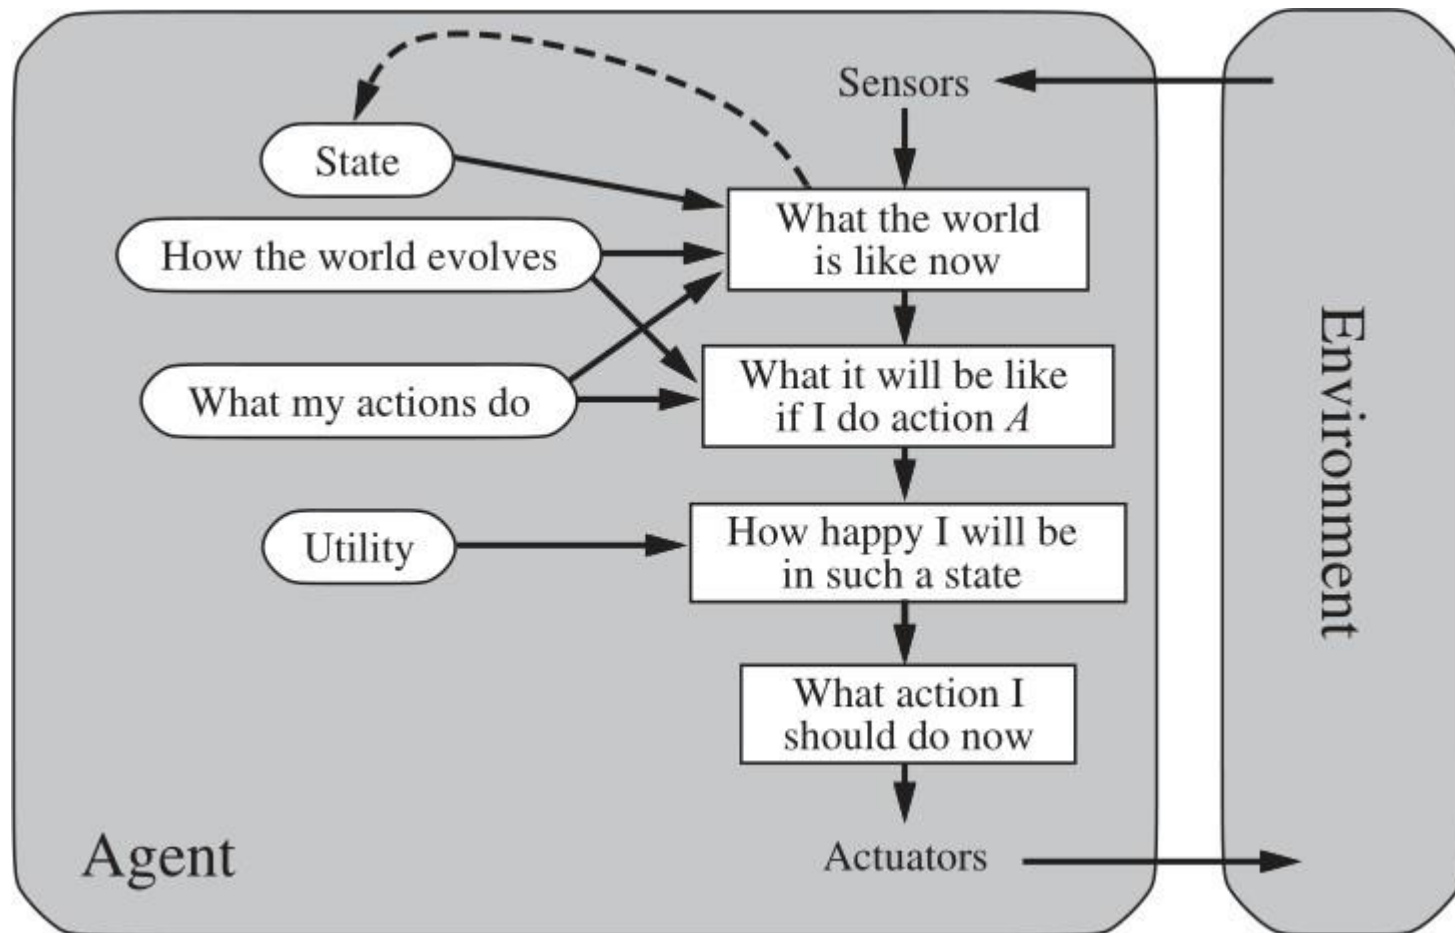 Sensors
State
What the world
is like now
How the world evolves
What it will be like
if I do action A
What my actions do
How happy I will be
in such a state
Utility
What action I
should do now
Agent
Actuators
Environment